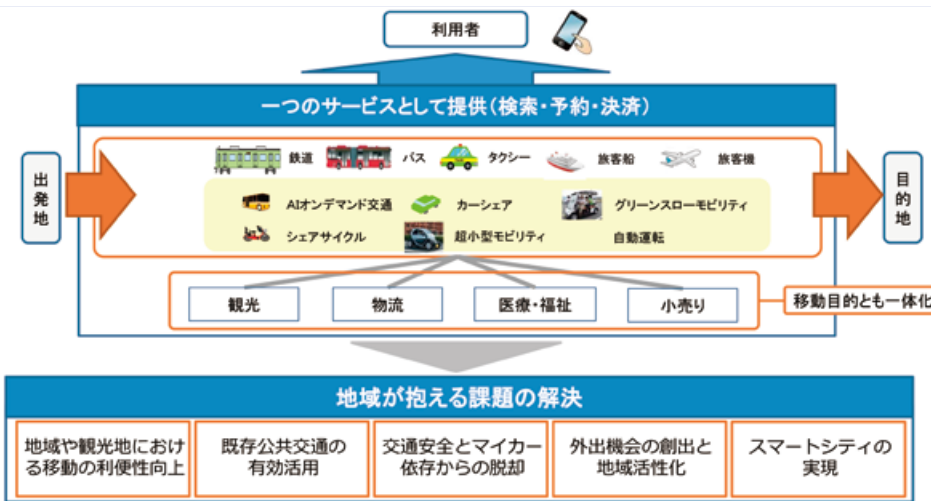 利用者
一つのサービスとして提供(検索・予約・決済)
出発地
鉄道
バス
タクシー
旅客船
旅客機
目的地
AIオンデマンド交通
カーシェア
グリーンスローモビリティ
シェアサイクル
超小型モビリティ
自動運転
観光
物流
医療・福祉
小売り
移動目的とも一体化
地域が抱える課題の解決
地域や観光地におけ
る移動の利便性向上
既存公共交通の
有効活用
交通安全とマイカー
依存からの脱却
外出機会の創出と
地域活性化
スマートシティの
実現